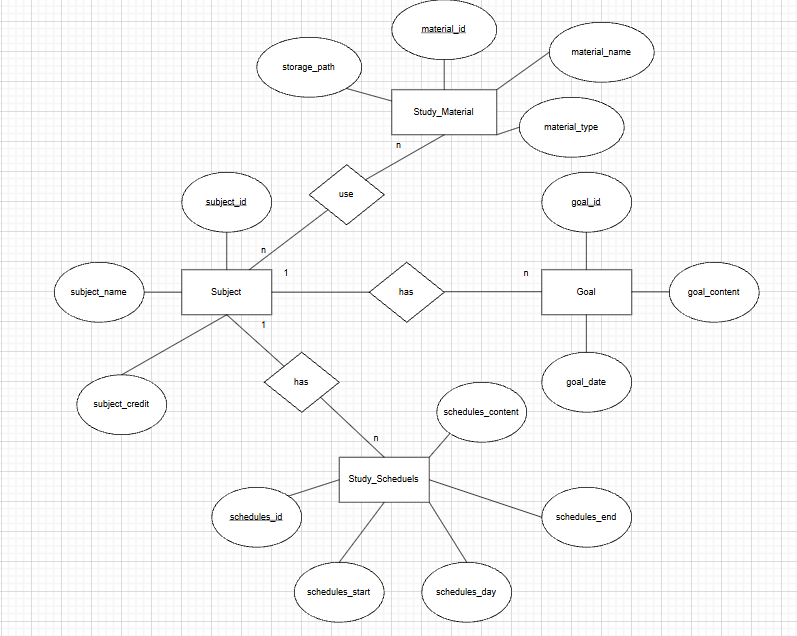 material_id
storage_path
material_name
Study_Material
material_type
n
use
subject_id
goal_id
n
1
n
subject_name
Subject
has
Goal
goal_content
1
has
goal_date
subject_credit
schedules_content
n
Study_Scheduels
schedules_id
schedules_end
schedules_start
schedules_day